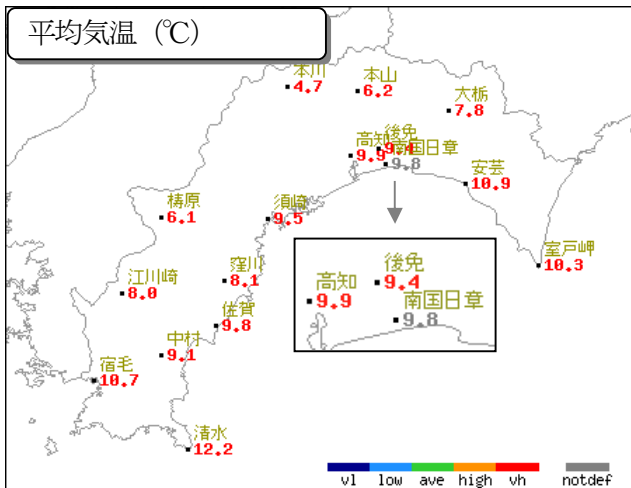 平均気温 (℃)
本川
4.7
本山
6.2
大栃
7.8
後免
9.4
高知
9.9
南国日章
9.8
安芸
10.9
梼原
6.1
須崎
9.5
室戸岬
10.3
江川崎
8.0
窪川
8.1
佐賀
9.8
中村
9.1
宿毛
10.7
清水
12.2
後免
9.4
高知
9.9
南国日章
9.8
vl low ave high vh notdef